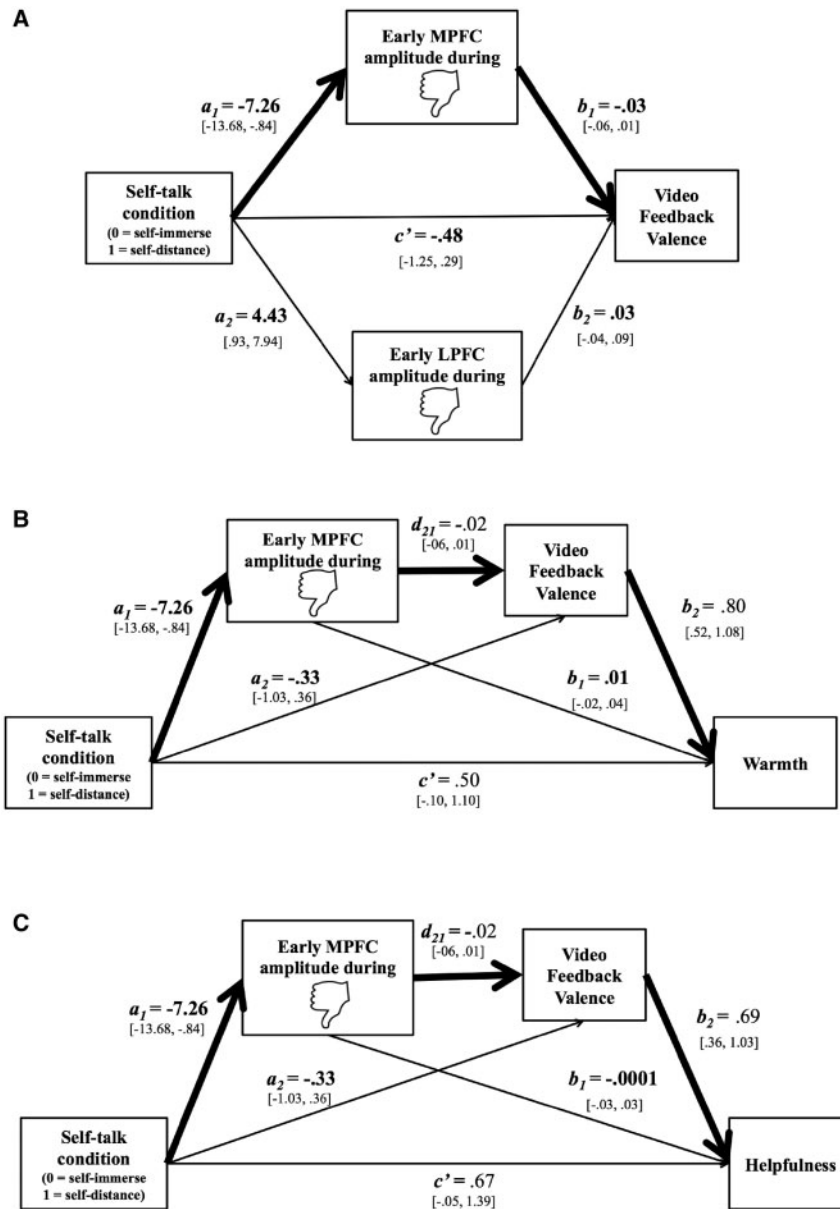 A
Early MPFC
amplitude during
a1 = -7.26
[-13.68, -.84]
b1 = -.03
[-.06, .01]
Self-talk
condition
(0 = self-immerse
1 = self-distance)
Video
Feedback
Valence
c’ = -.48
[-1.25, .29]
a2 = 4.43
[.93, 7.94]
b2 = .03
[-.04, .09]
Early LPFC
amplitude during
B
Early MPFC
amplitude during
d21 = -.02
[-06, .01]
Video
Feedback
Valence
a1 = -7.26
[-13.68, -.84]
b2 = .80
[.52, 1.08]
a2 = -.33
[-1.03, .36]
b1 = .01
[-.02, .04]
Self-talk
condition
(0 = self-immerse
1 = self-distance)
Warmth
c’ = .50
[-.10, 1.10]
C
Early MPFC
amplitude during
d21 = -.02
[-06, .01]
Video
Feedback
Valence
a1 = -7.26
[-13.68, -.84]
b2 = .69
[.36, 1.03]
a2 = -.33
[-1.03, .36]
b1 = -.0001
[-.03, .03]
Self-talk
condition
(0 = self-immerse
1 = self-distance)
Helpfulness
c’ = .67
[-.05, 1.39]